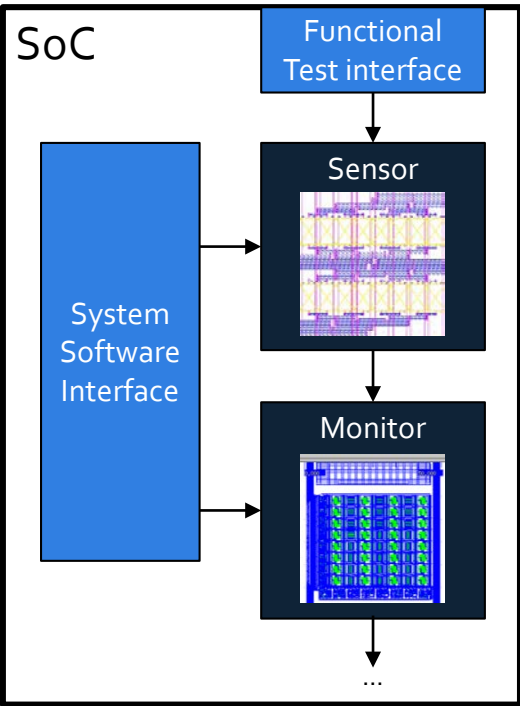 SoC
Functional
Test interface
Sensor
System
Software
Interface
Monitor
...